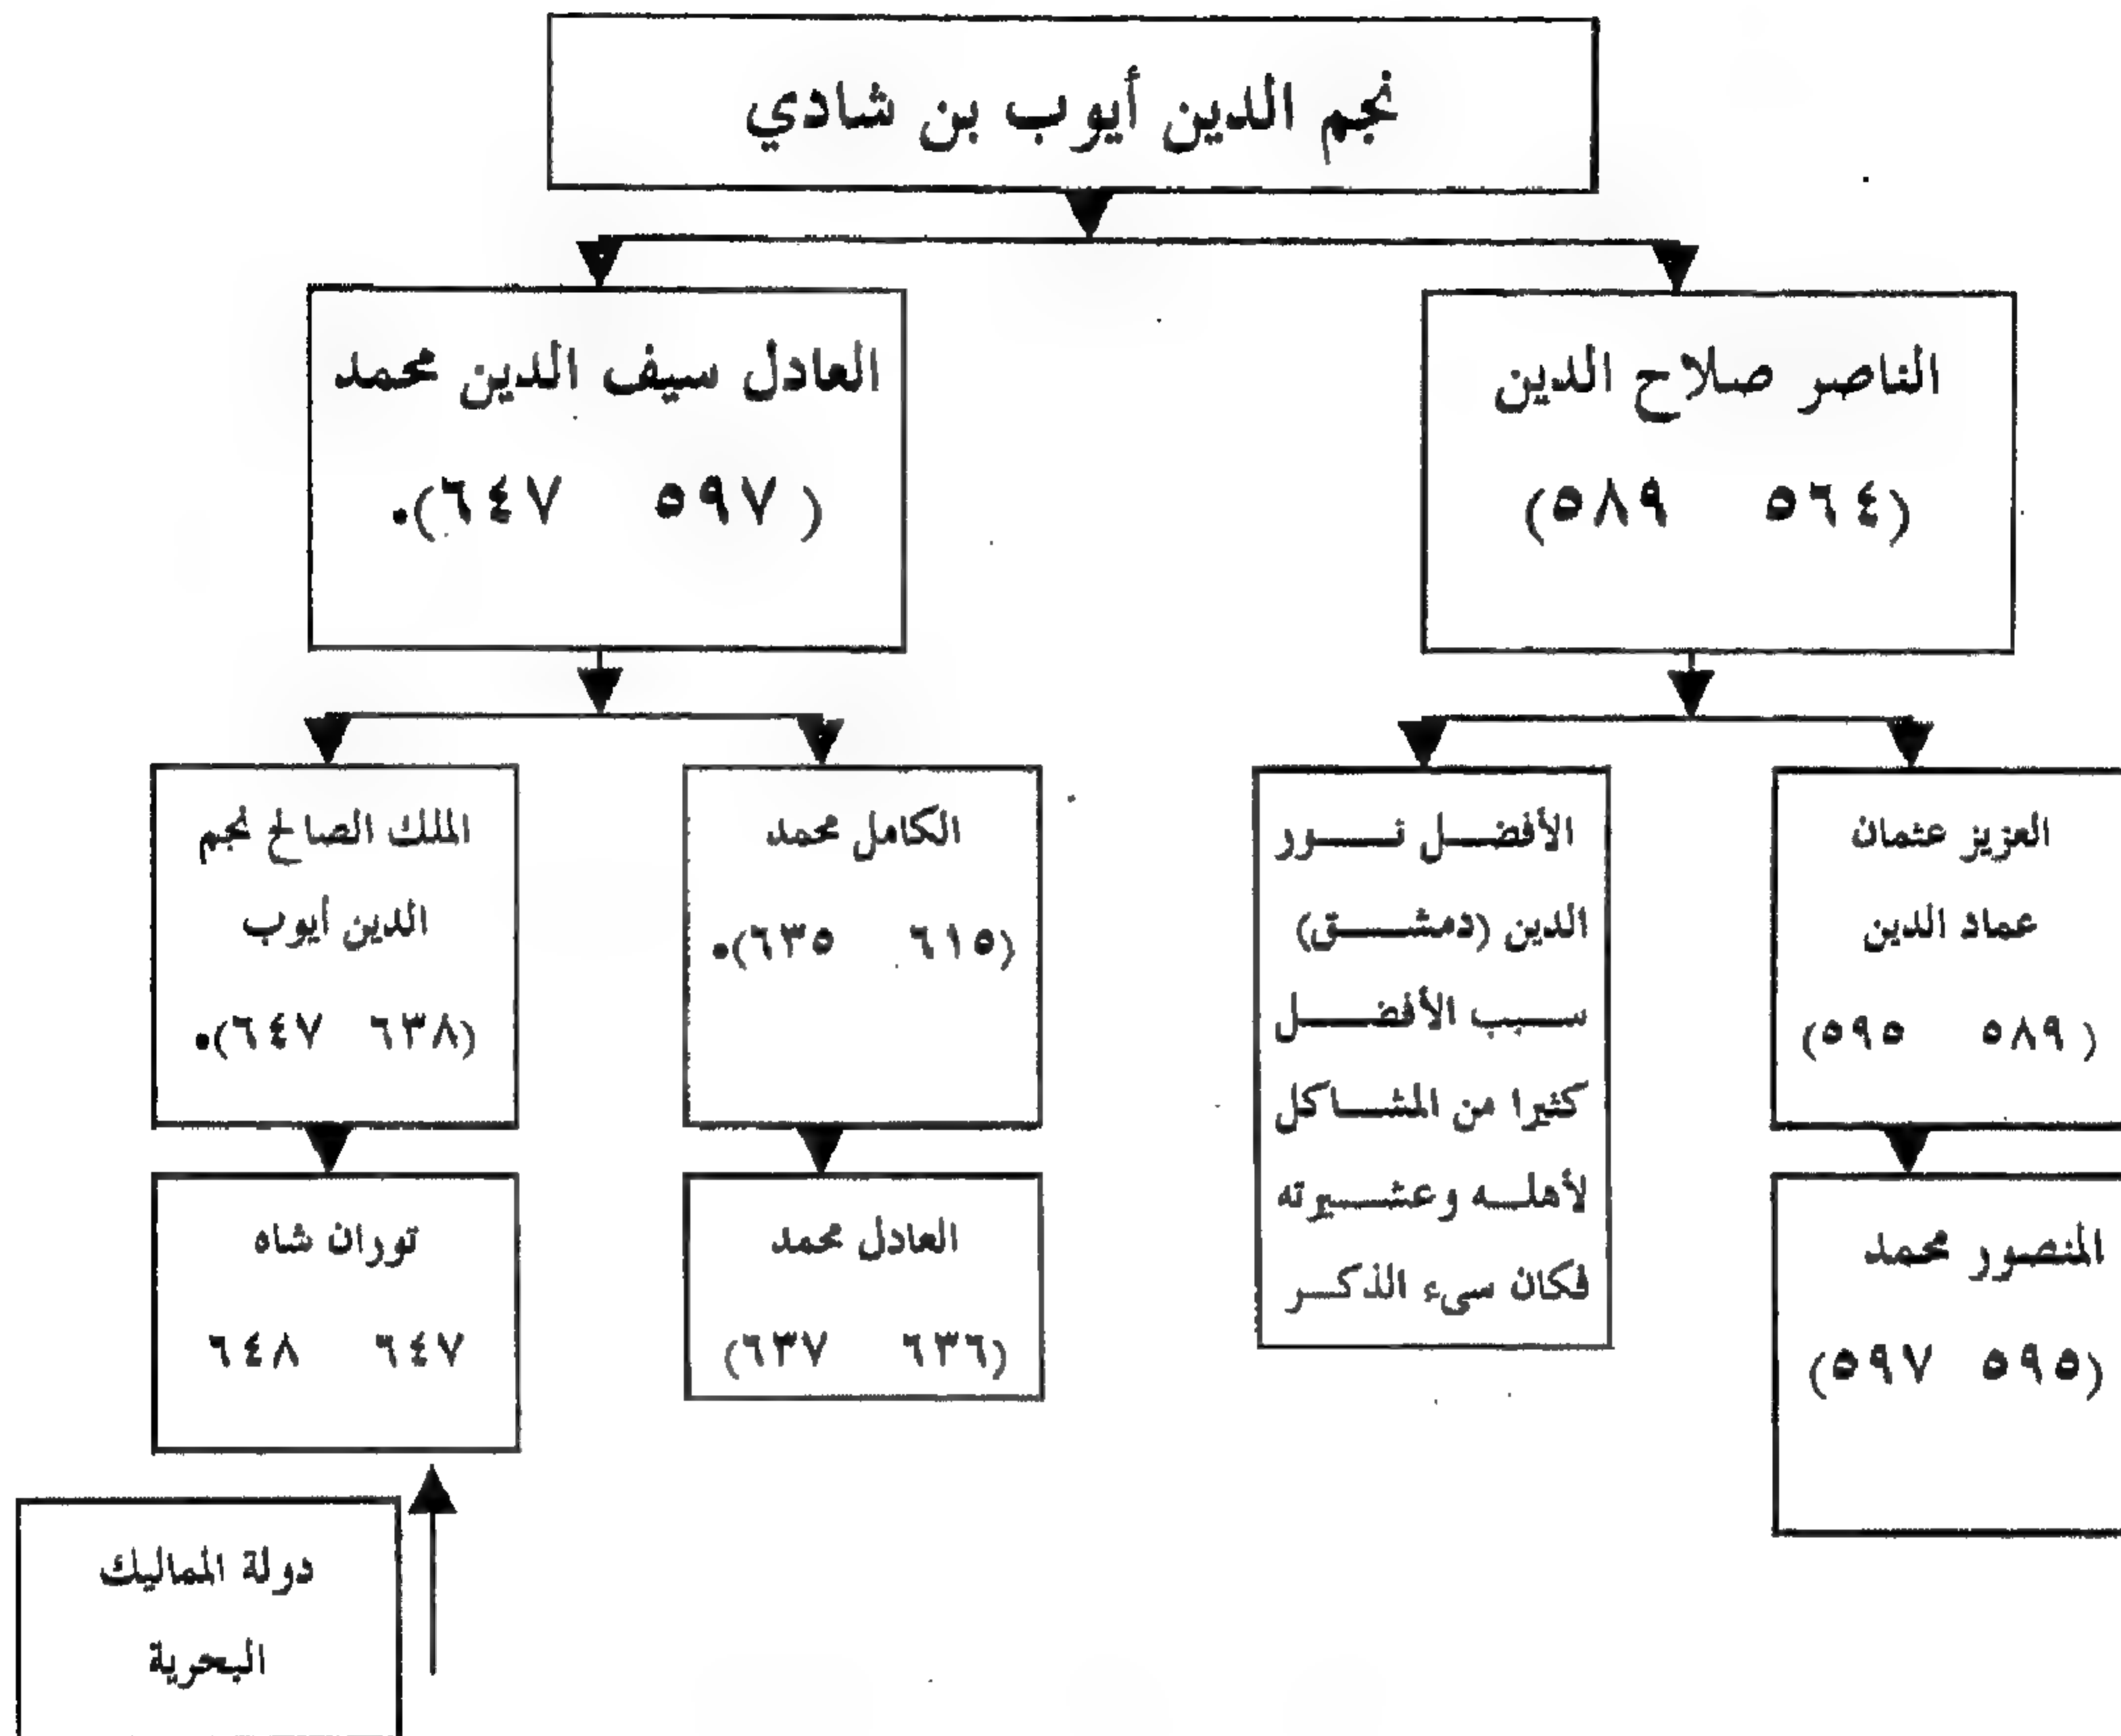 نجم الدين أيوب بن شادي
الناصر صلاح الدين
(٥٦٤ ٥٨٩)
العادل سيف الدين محمد
(٥٩٧ ٦٤٧).
العزيز عثمان
عماد الدين
(٥٨٩ ٥٩٥)
الأفضل نور
الدين (دمشق)
سبب الأفضل
كثيرا من المشاكل
لأهله وعشيرته
فكان سيء الذكر
الكامل محمد
(٦١٥ ٦٣٥).
الملك الصالح نجم
الدين أيوب
(٦٣٨ ٦٤٧).
المنصور محمد
(٥٩٥ ٥٩٧)
العادل محمد
(٦٣٦ ٦٣٧)
توران شاه
٦٤٧ ٦٤٨
دولة المماليك
البحرية